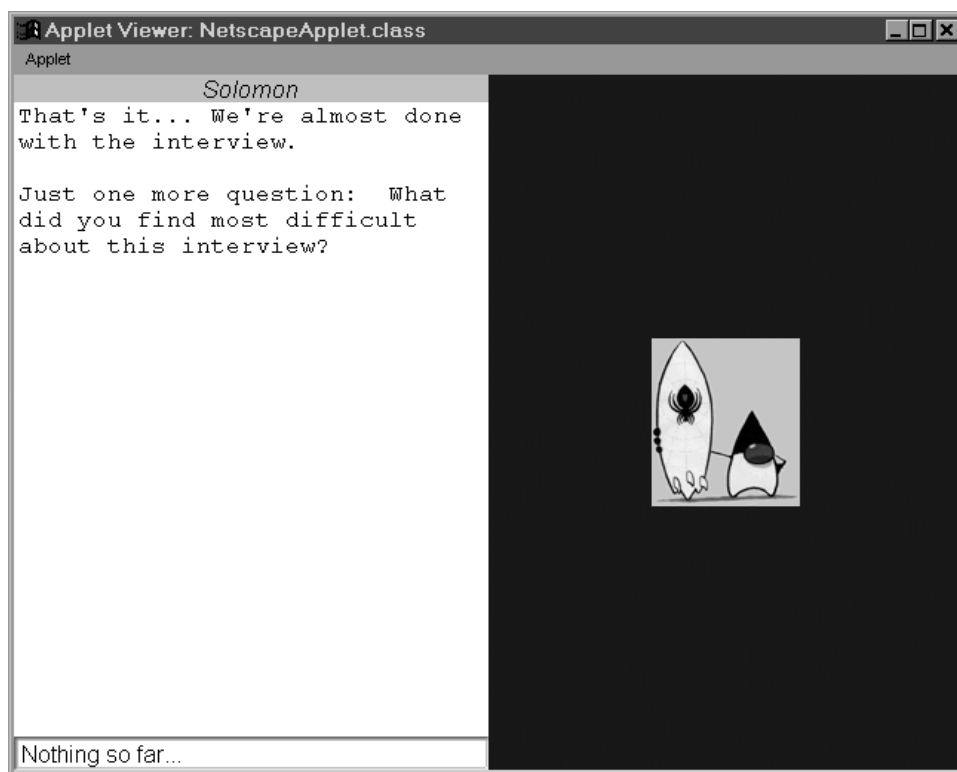 Applet Viewer: NetscapeApplet.class
Applet
Solomon
That's it... We're almost done
with the interview.
Just one more question:  What
did you find most difficult
about this interview?
Nothing so far...